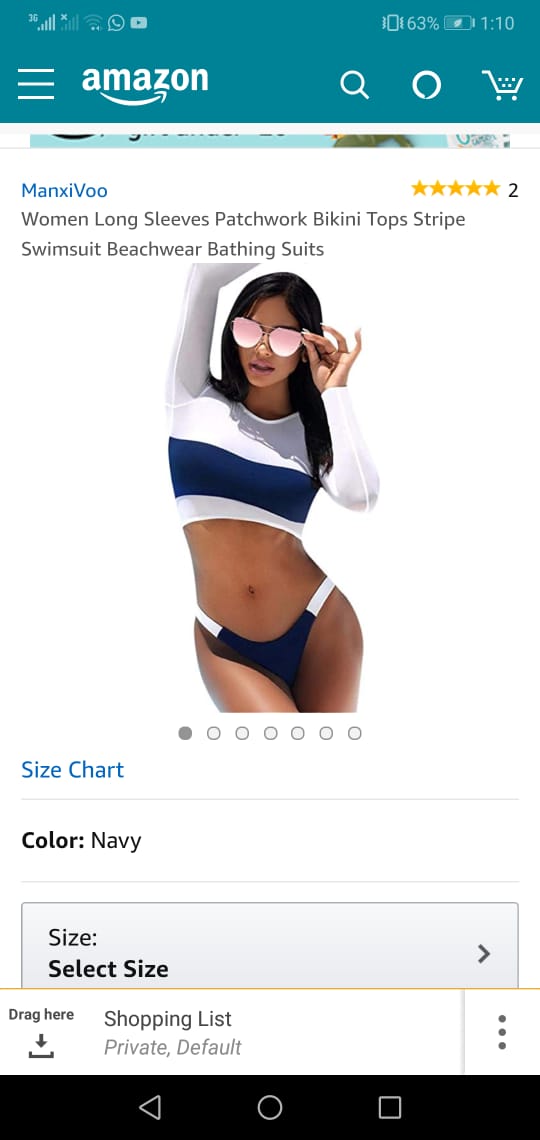 3G 63% 1:10
amazon
ManxiVoo 2
Women Long Sleeves Patchwork Bikini Tops Stripe
Swimsuit Beachwear Bathing Suits
Size Chart
Color: Navy
Size:
Select Size
Drag here
Shopping List
Private, Default